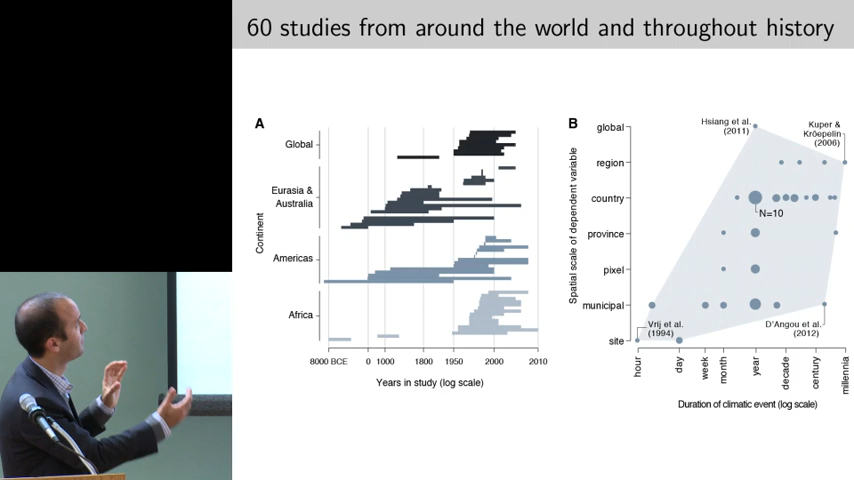 60 studies from around the world and throughout history
A
Global
Eurasia &
Australia
Americas
Africa
Continent
8000 BCE 0 1000 1800 1950 2000 2010
Years in study (log scale)
B
global
region
country
province
pixel
municipal
site
Spatial scale of dependent variable
Hsiang et al.
(2011)
Kuper &
Kröepelin
(2006)
N=10
Vrij et al.
(1994)
D'Angou et al.
(2012)
hour day week month year decade century millennia
Duration of climatic event (log scale)